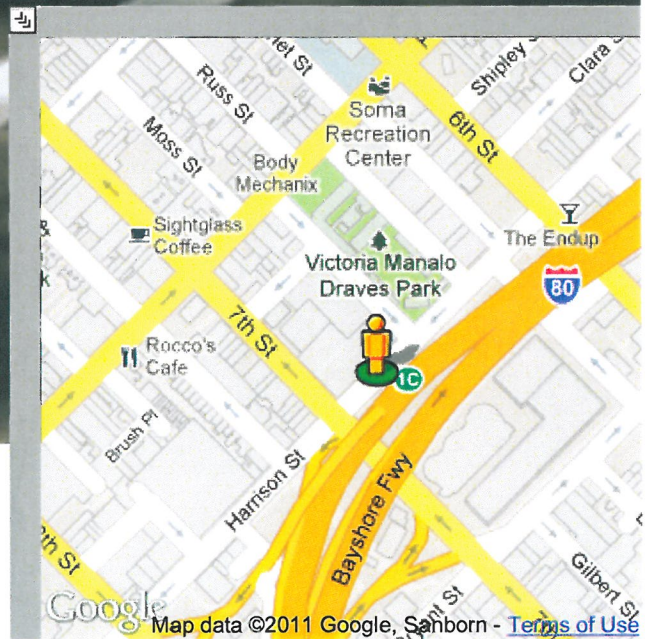 Shipley S
Clara S
Russ St
Soma
Recreation
Center
6th St
Moss St
Body
Mechanix
Sightglass
Coffee
The Endup
&
k
Victoria Manalo
Draves Park
80
7th St
Rocco's
Cafe
1C
Brush Pl
Harrison St
Bayshore Fwy
8th St
Gilbert St
Google
Map data ©2011 Google, Sanborn - Terms of Use